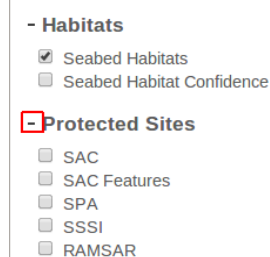 - Habitats
Seabed Habitats
Seabed Habitat Confidence
- Protected Sites
SAC
SAC Features
SPA
SSSI
RAMSAR